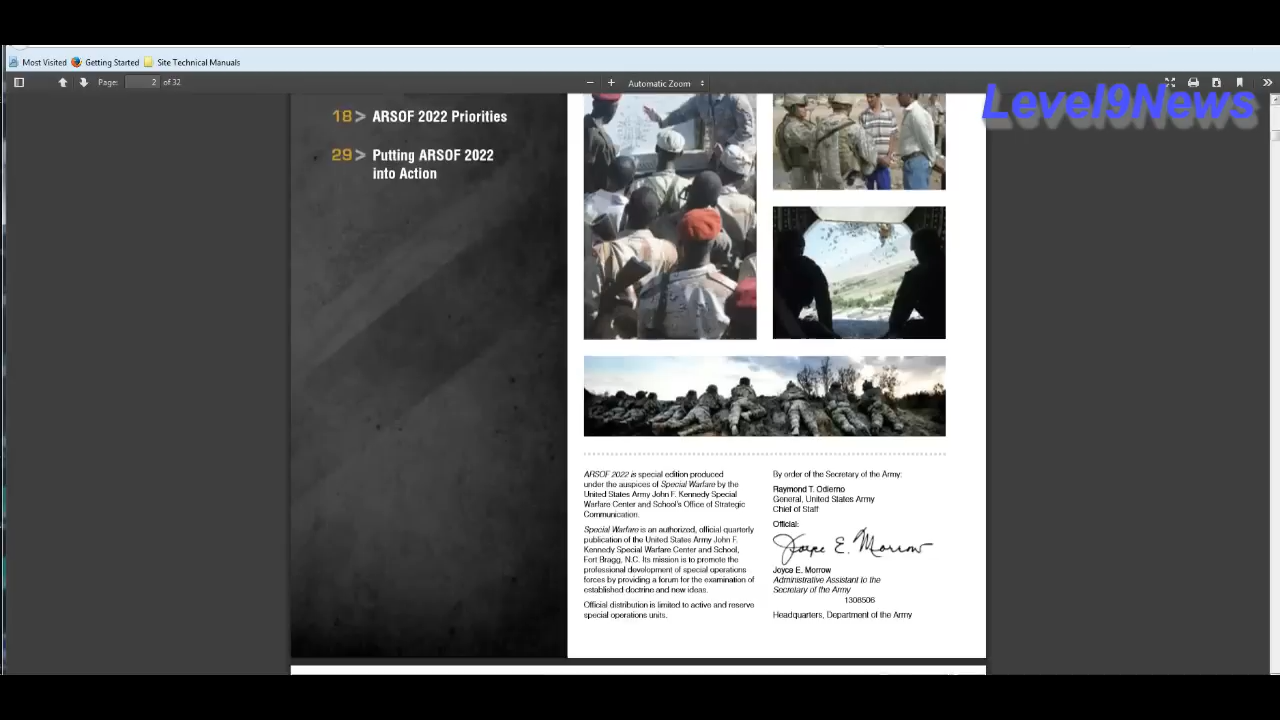 Most Visited Getting Started Site Technical Manuals
Page: 2 of 32
Automatic Zoom
Level9News
18> ARSOF 2022 Priorities
29> Putting ARSOF 2022
into Action
ARSOF 2022 is special edition produced
under the auspices of Special Warfare by the
United States Army John F. Kennedy Special
Warfare Center and School's Office of Strategic
Communication.
Special Warfare is an authorized, official quarterly
publication of the United States Army John F.
Kennedy Special Warfare Center and School,
Fort Bragg, N.C. Its mission is to promote the
professional development of special operations
forces by providing a forum for the examination of
established doctrine and new ideas.
Official distribution is limited to active and reserve
special operations units.
By order of the Secretary of the Army:
Raymond T. Odierno
General, United States Army
Chief of Staff
Official:
Joyce E. Morrow
Joyce E. Morrow
Administrative Assistant to the
Secretary of the Army
1308506
Headquarters, Department of the Army